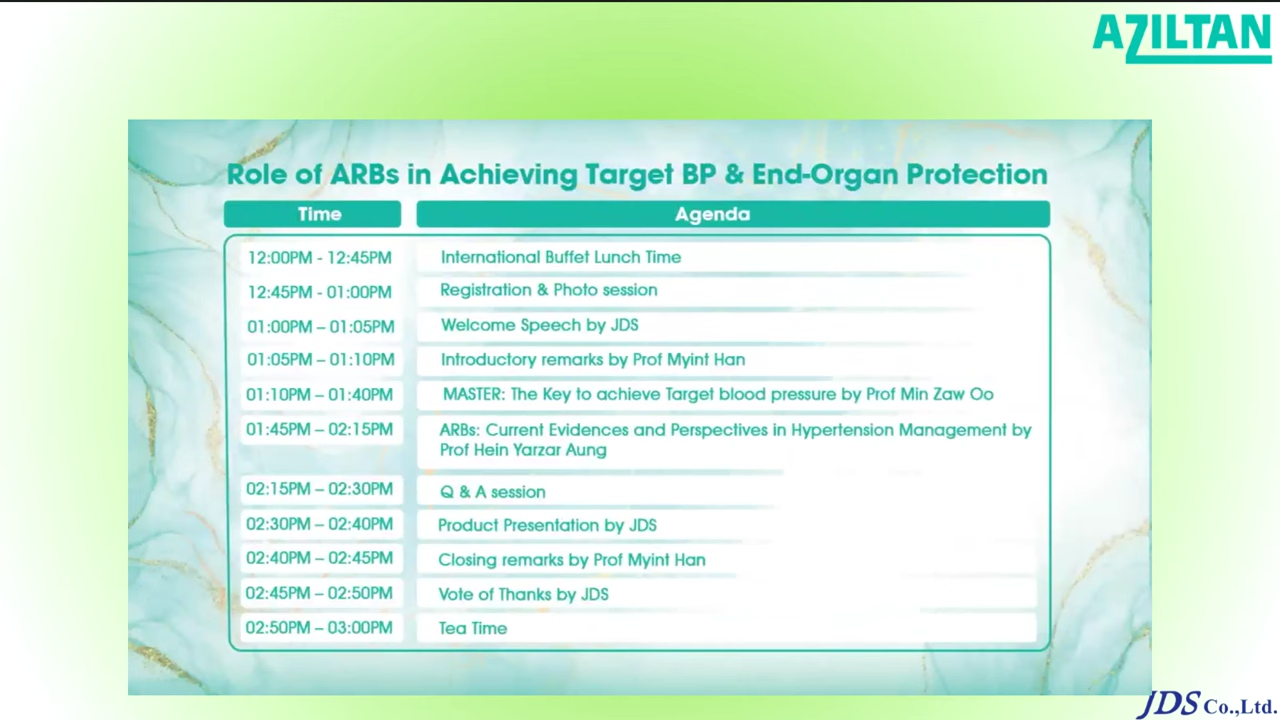 AZILTAN
Role of ARBs in Achieving Target BP & End-Organ Protection
Time Agenda
12:00PM - 12:45PM International Buffet Lunch Time
12:45PM - 01:00PM Registration & Photo session
01:00PM – 01:05PM Welcome Speech by JDS
01:05PM – 01:10PM Introductory remarks by Prof Myint Han
01:10PM – 01:40PM MASTER: The Key to achieve Target blood pressure by Prof Min Zaw Oo
01:45PM – 02:15PM ARBs: Current Evidences and Perspectives in Hypertension Management by
Prof Hein Yarzar Aung
02:15PM – 02:30PM Q & A session
02:30PM – 02:40PM Product Presentation by JDS
02:40PM – 02:45PM Closing remarks by Prof Myint Han
02:45PM – 02:50PM Vote of Thanks by JDS
02:50PM – 03:00PM Tea Time
JDS Co.,Ltd.